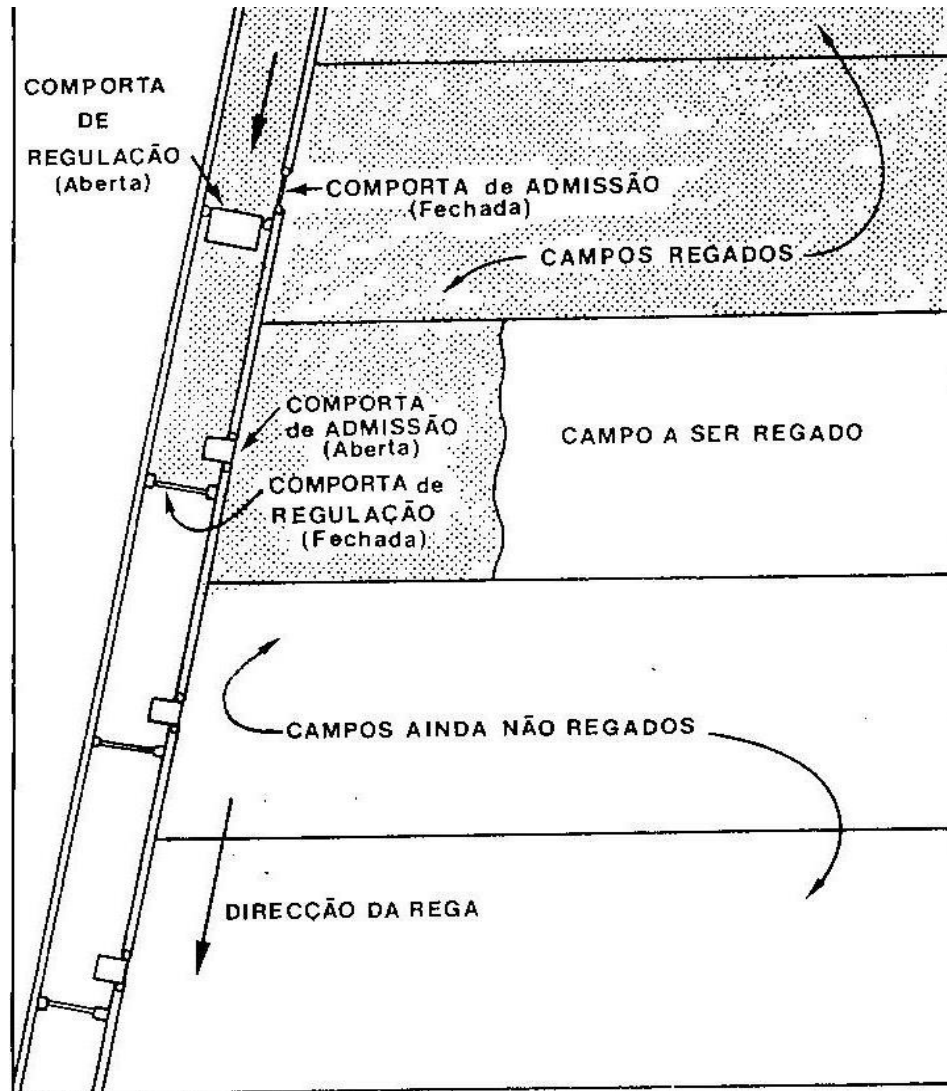 COMPORTA
DE
REGULAÇÃO
(Aberta)
COMPORTA de ADMISSÃO
(Fechada)
CAMPOS REGADOS
COMPORTA
de ADMISSÃO
(Aberta)
CAMPO A SER REGADO
COMPORTA de
REGULAÇÃO
(Fechada)
CAMPOS AINDA NÃO REGADOS
DIRECÇÃO DA REGA